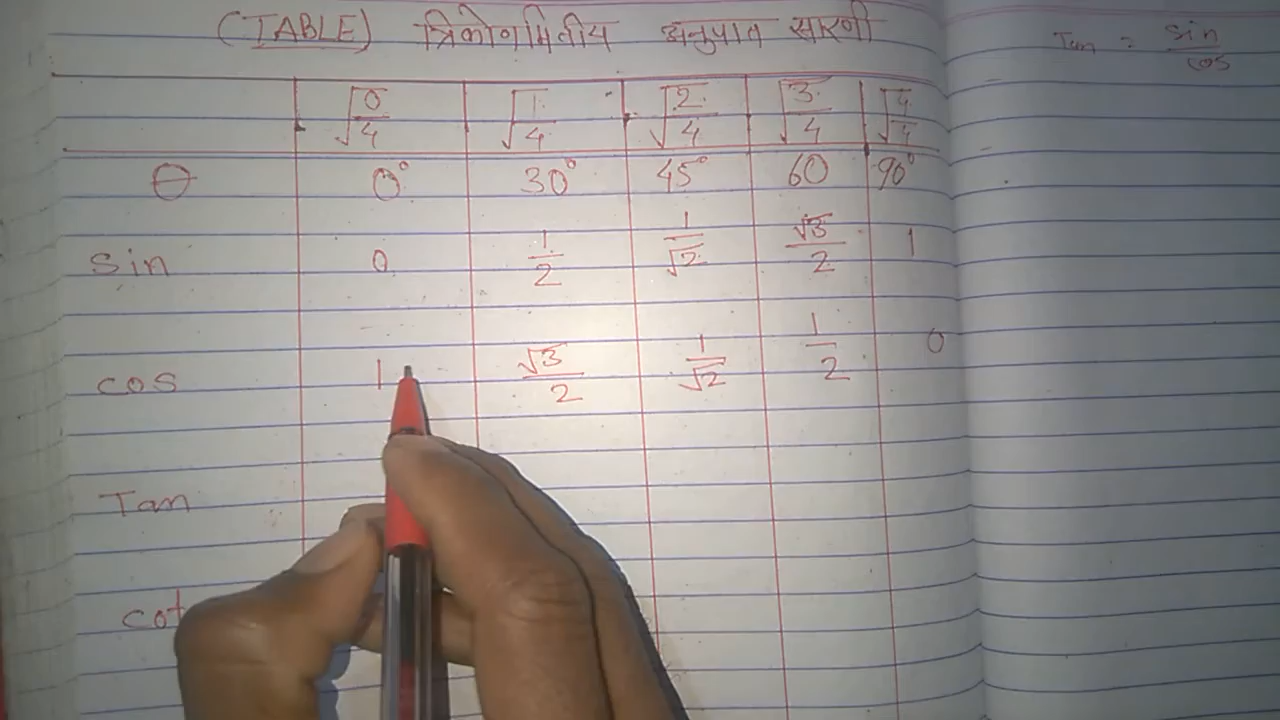 (TABLE) त्रिकोणमितीय अनुपात सारणी
Tan = sin/cos
√0/4 √1/4 √2/4 √3/4 √4/4
θ 0° 30° 45° 60 90°
Sin 0 1/2 1/√2 √3/2 1
cos 1 √3/2 1/√2 1/2 0
Tan
cot